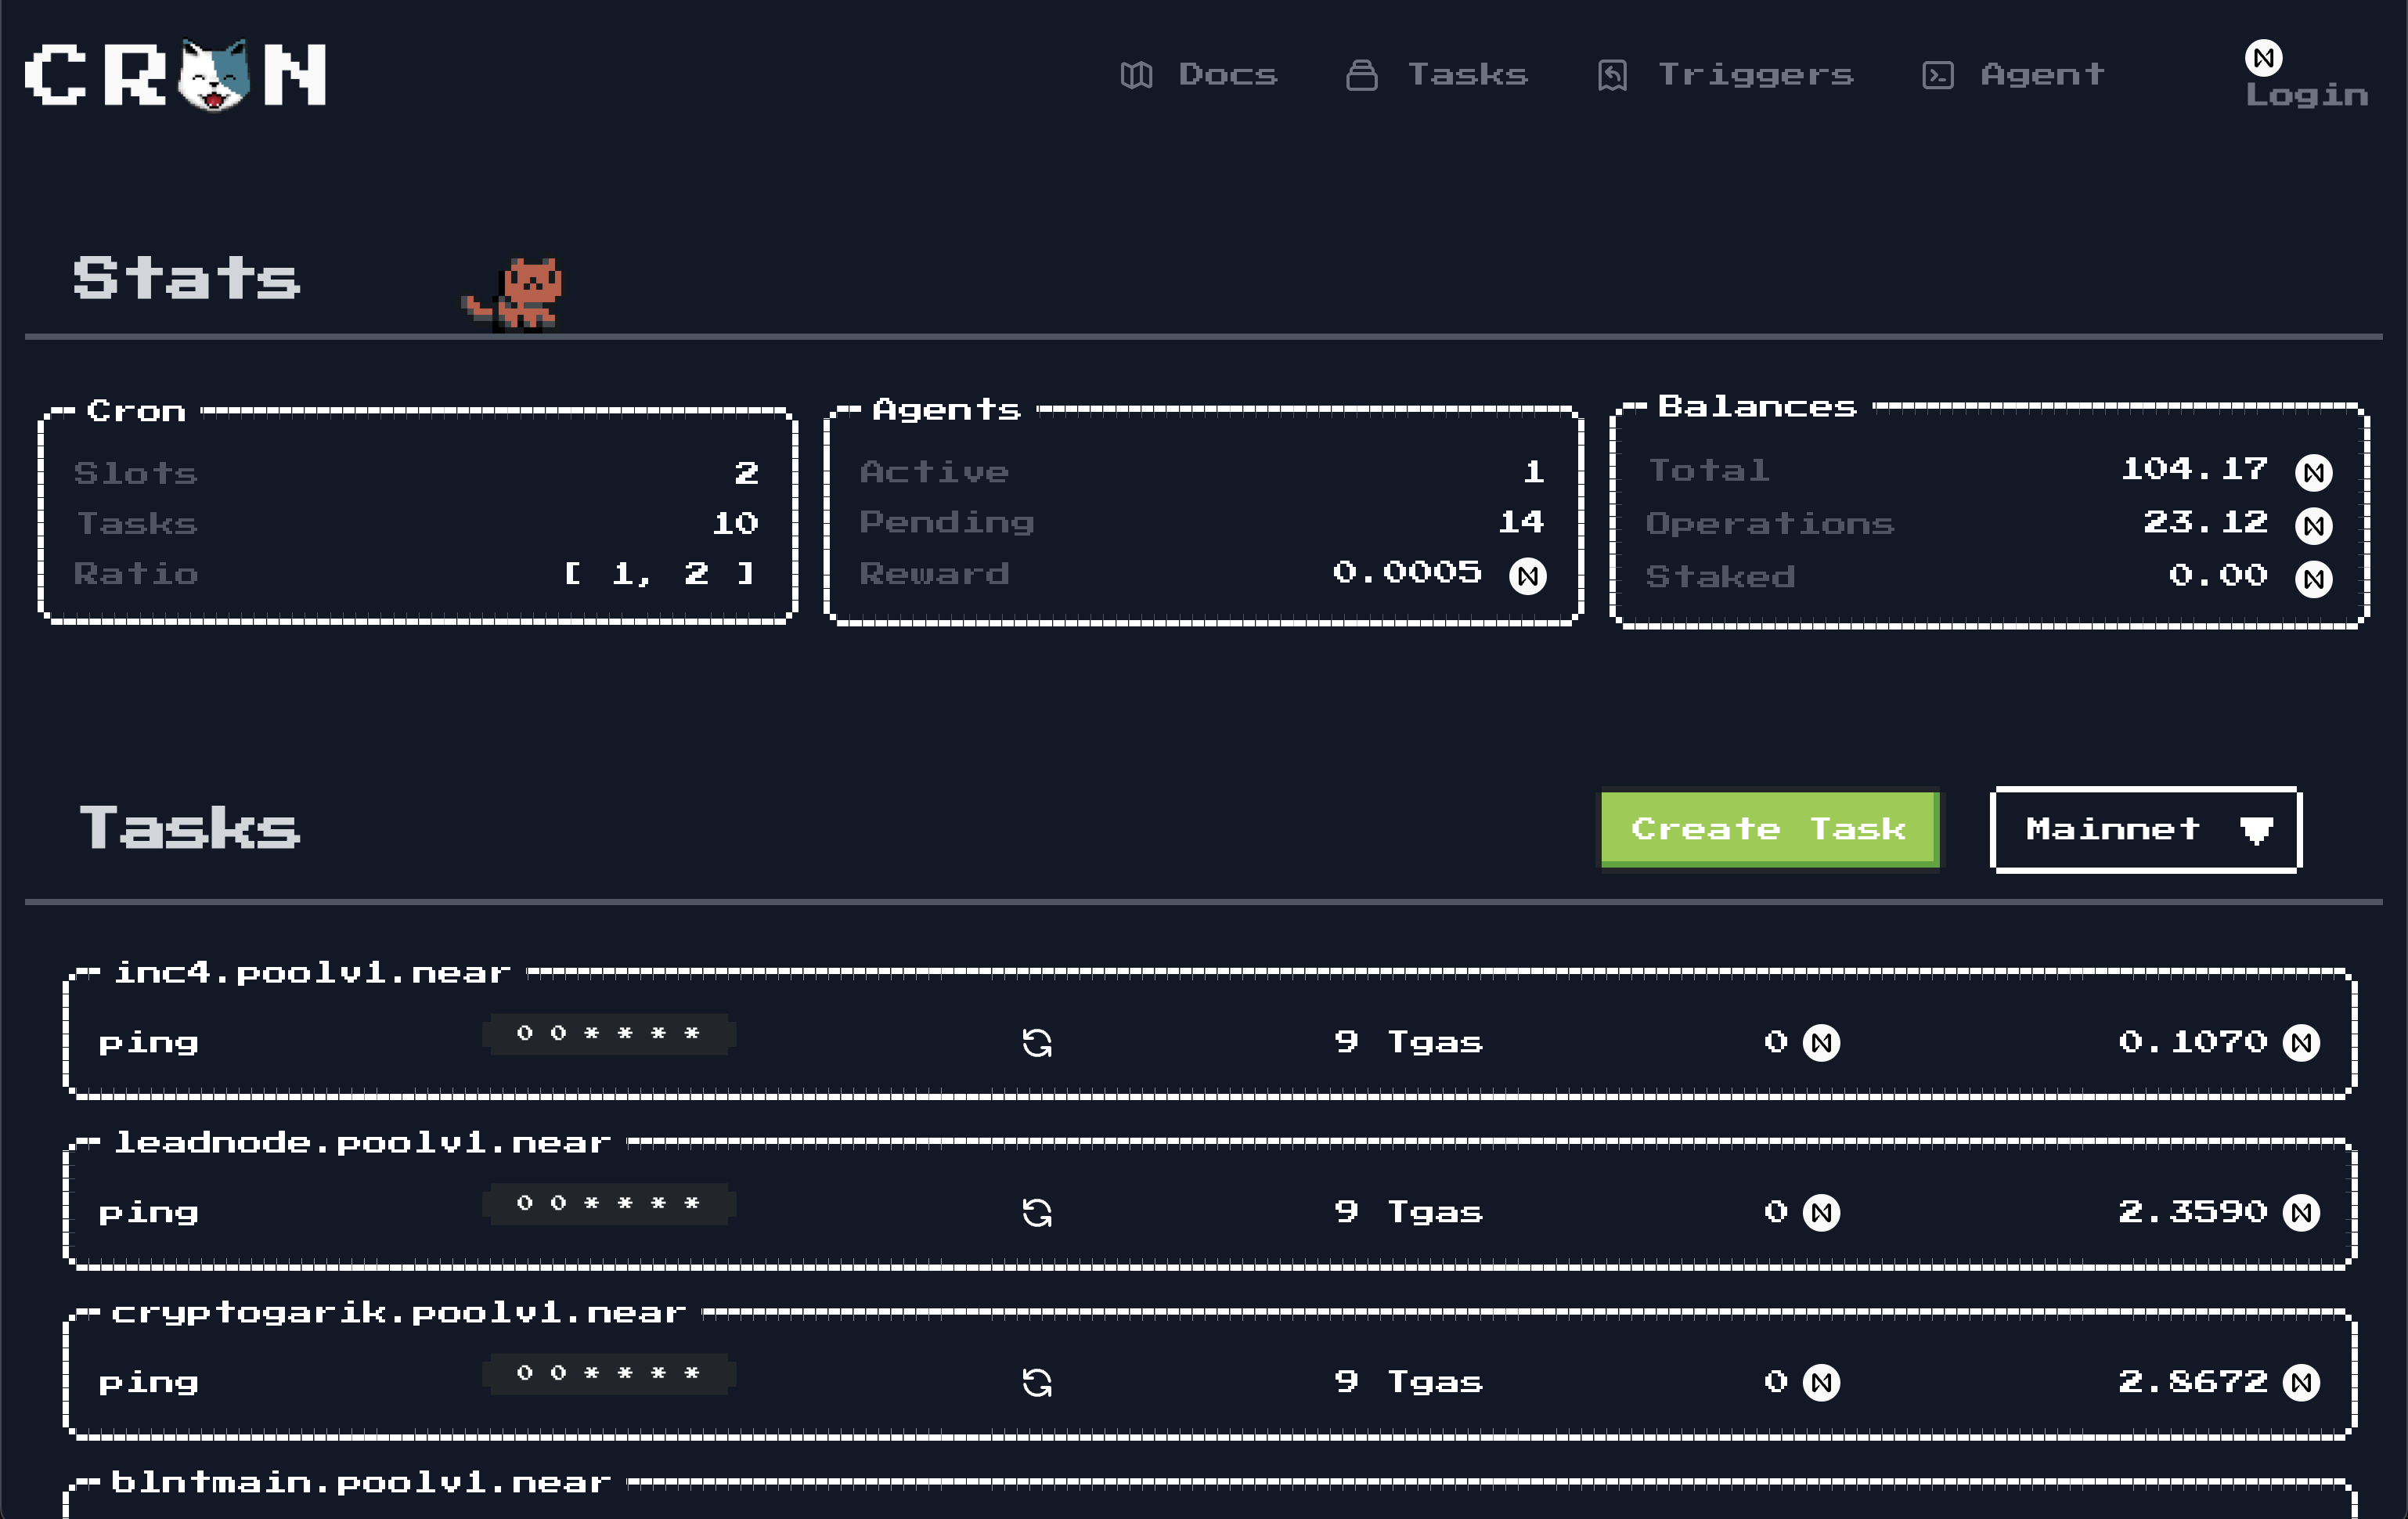 CRON
Docs Tasks Triggers Agent Login
Stats
Cron
Slots 2
Tasks 10
Ratio [ 1, 2 ]
Agents
Active 1
Pending 14
Reward 0.0005
Balances
Total 104.17
Operations 23.12
Staked 0.00
Tasks Create Task Mainnet
inc4.poolv1.near
ping 0 0 * * * * 9 Tgas 0 0.1070
leadnode.poolv1.near
ping 0 0 * * * * 9 Tgas 0 2.3590
cryptogarik.poolv1.near
ping 0 0 * * * * 9 Tgas 0 2.8672
blntmain.poolv1.near